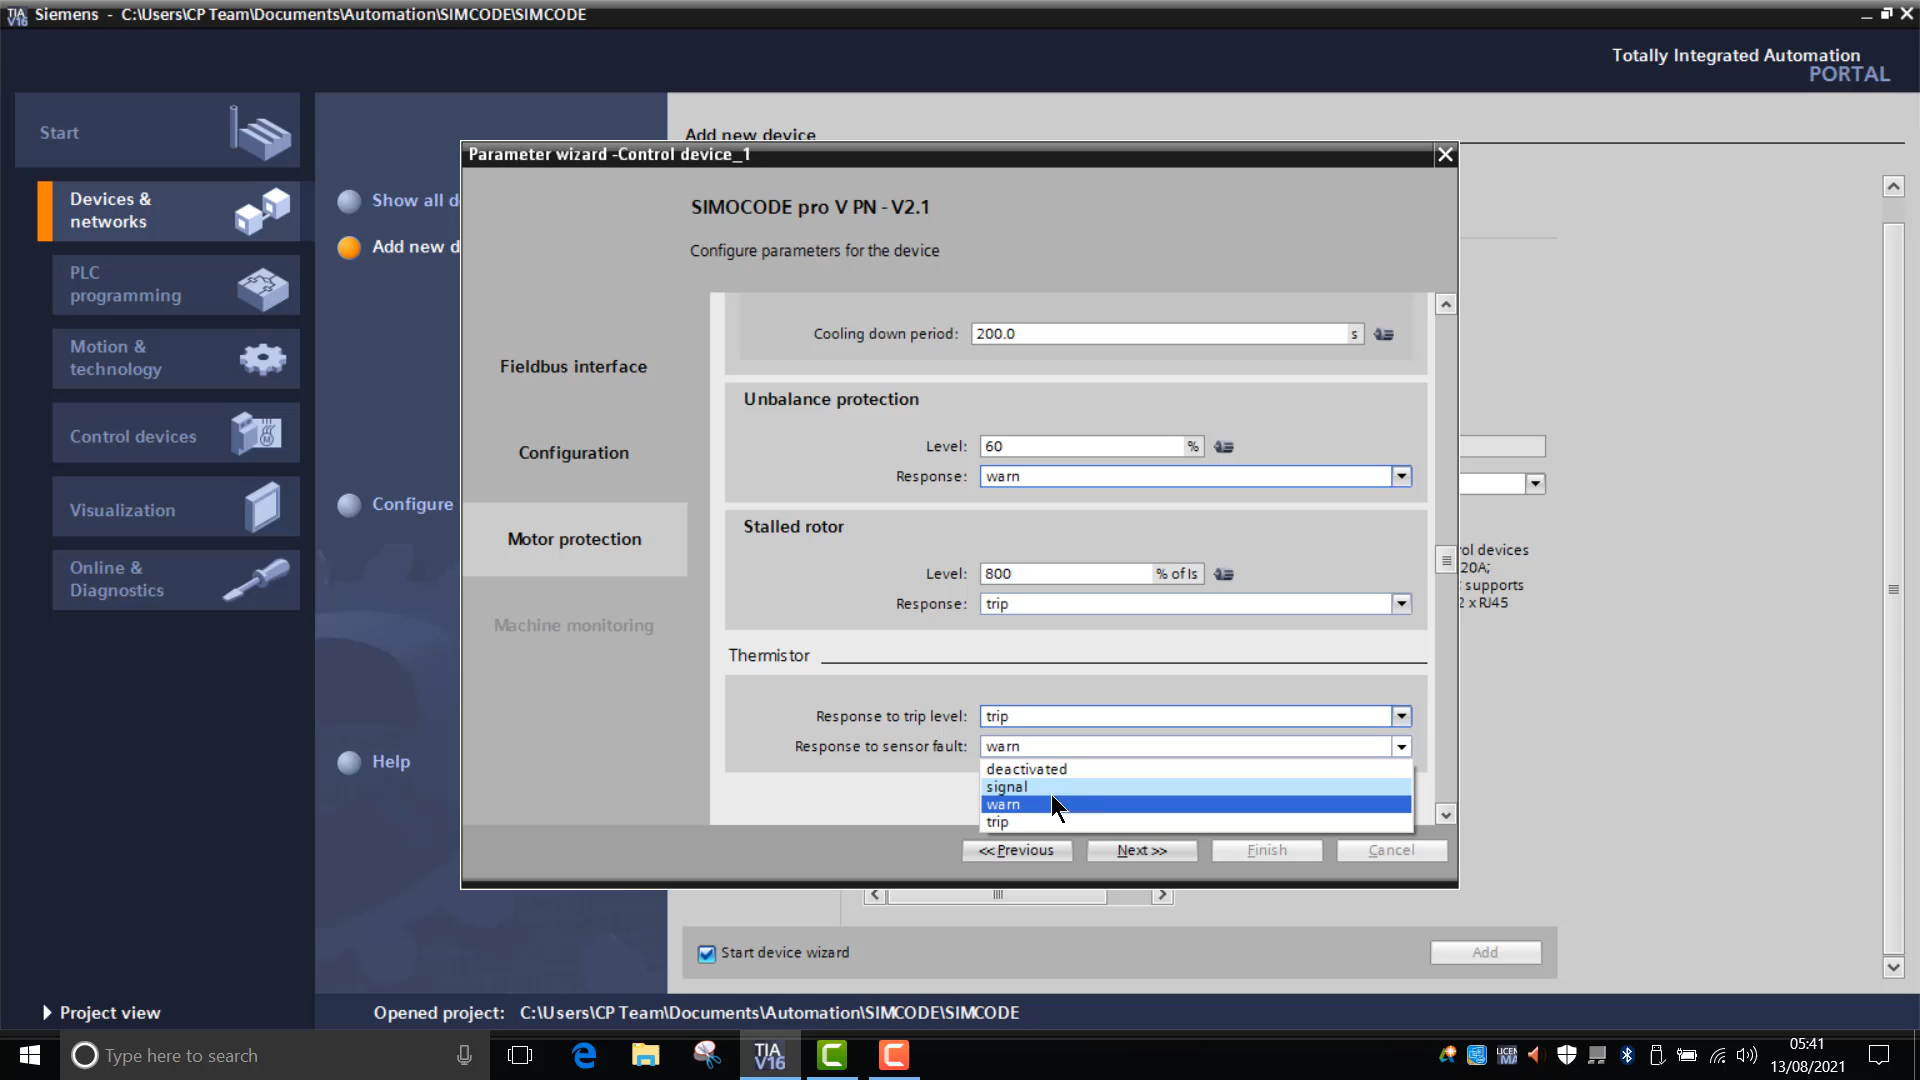 TIA V16 Siemens - C:\Users\CP Team\Documents\Automation\SIMCODE\SIMCODE
Totally Integrated Automation
PORTAL
Start
Devices &
networks
PLC
programming
Motion &
technology
Control devices
Visualization
Online &
Diagnostics
Show all d
Add new d
Configure
Help
Add new device
Parameter wizard -Control device_1
SIMOCODE pro V PN - V2.1
Configure parameters for the device
Fieldbus interface
Configuration
Motor protection
Machine monitoring
Cooling down period: 200.0 s
Unbalance protection
Level: 60 %
Response: warn
Stalled rotor
Level: 800 % of Is
Response: trip
Thermistor
Response to trip level: trip
Response to sensor fault: warn
deactivated
signal
warn
trip
<<Previous Next>> Finish Cancel
ol devices
20A;
supports
2 x RJ45
Start device wizard Add
Project view
Opened project: C:\Users\CP Team\Documents\Automation\SIMCODE\SIMCODE
Type here to search
TIA V16
05:41
13/08/2021